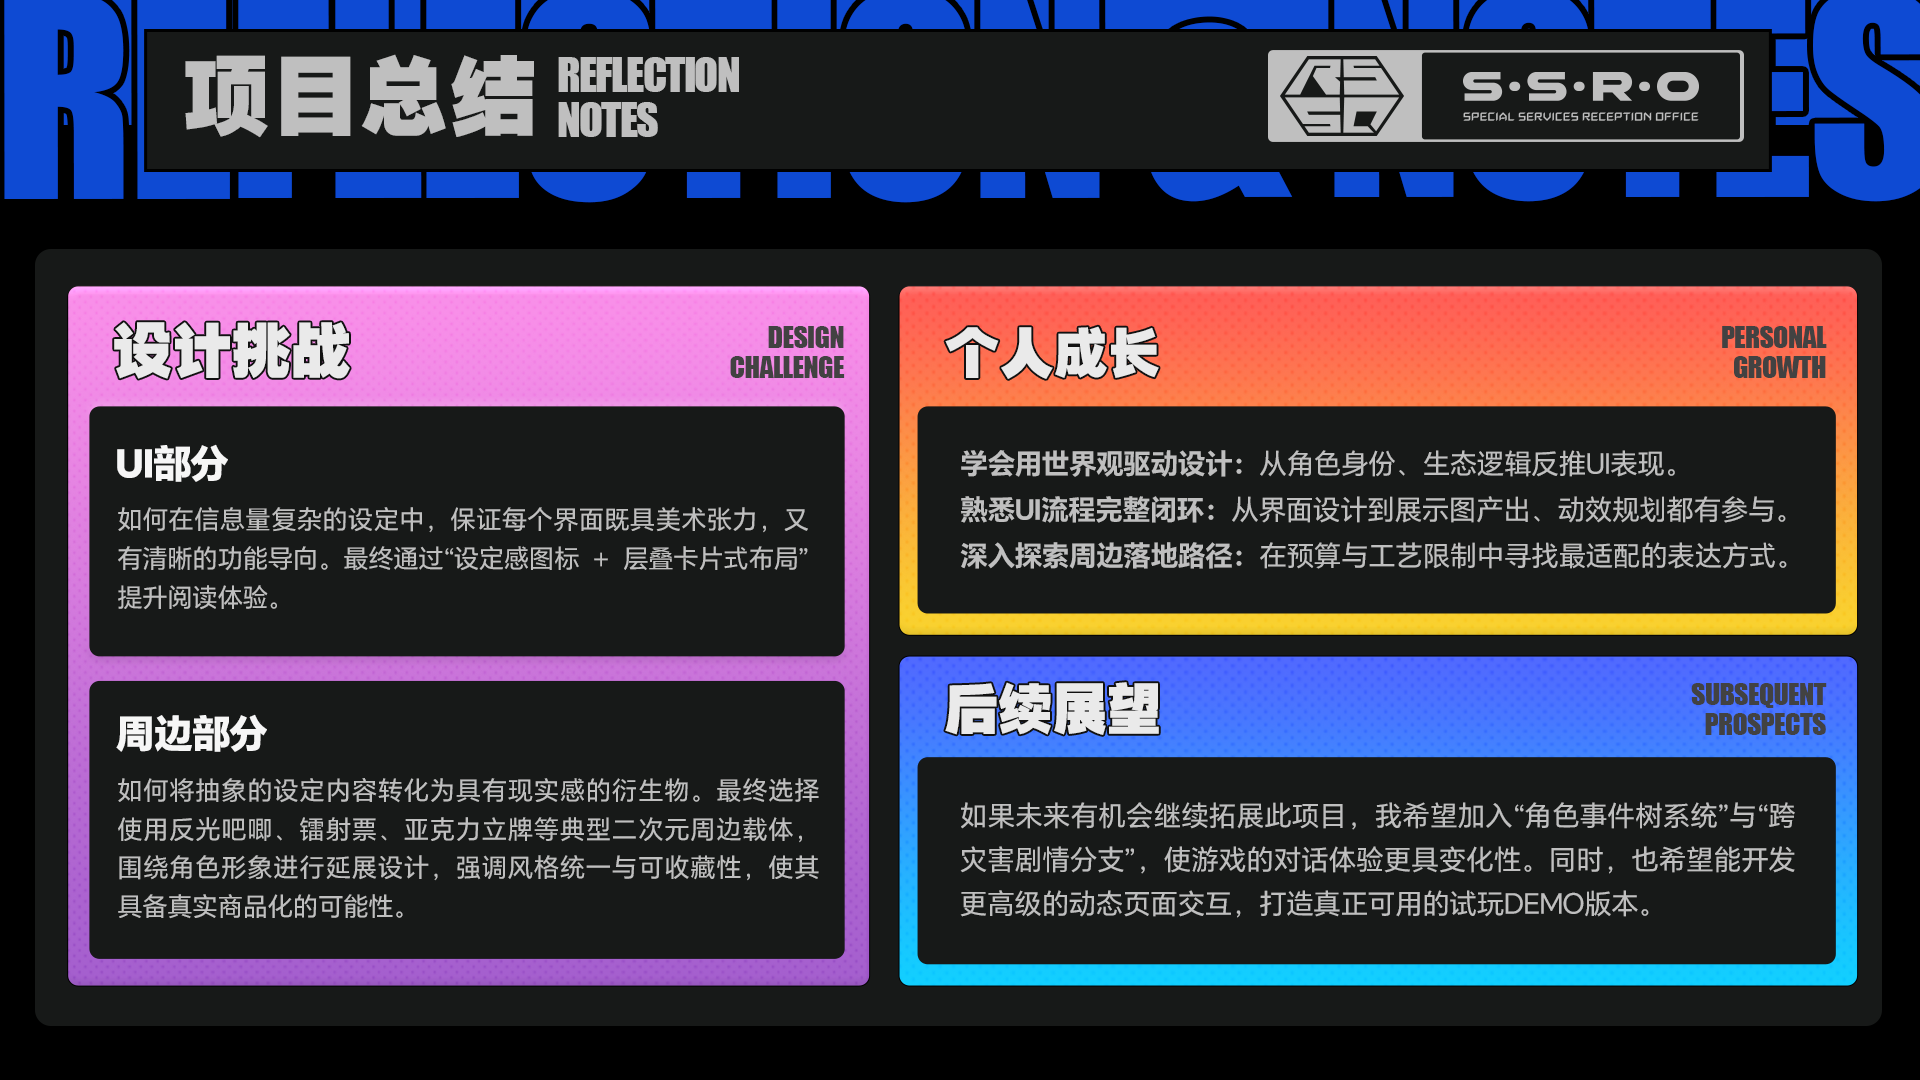 REFLECTION & NOTES
项目总结
REFLECTION
NOTES
RS
SO
S·S·R·O
SPECIAL SERVICES RECEPTION OFFICE
设计挑战
DESIGN
CHALLENGE
UI部分
如何在信息量复杂的设定中，保证每个界面既具美术张力，又
有清晰的功能导向。最终通过“设定感图标 + 层叠卡片式布局”
提升阅读体验。
周边部分
如何将抽象的设定内容转化为具有现实感的衍生物。最终选择
使用反光吧唧、镭射票、亚克力立牌等典型二次元周边载体，
围绕角色形象进行延展设计，强调风格统一与可收藏性，使其
具备真实商品化的可能性。
个人成长
PERSONAL
GROWTH
学会用世界观驱动设计：从角色身份、生态逻辑反推UI表现。
熟悉UI流程完整闭环：从界面设计到展示图产出、动效规划都有参与。
深入探索周边落地路径：在预算与工艺限制中寻找最适配的表达方式。
后续展望
SUBSEQUENT
PROSPECTS
如果未来有机会继续拓展此项目，我希望加入“角色事件树系统”与“跨
灾害剧情分支”，使游戏的对话体验更具变化性。同时，也希望能开发
更高级的动态页面交互，打造真正可用的试玩DEMO版本。